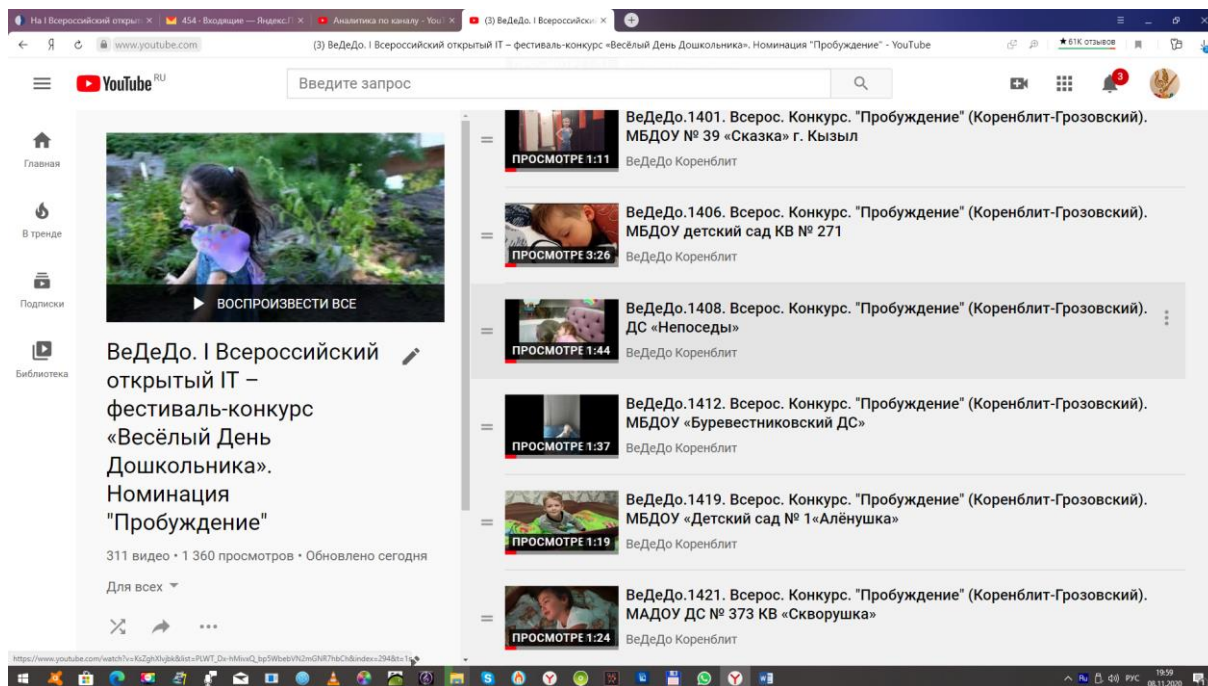 На I Всероссийский откры
454 · Входящие — Яндекс.П
Аналитика по каналу - You
(3) ВеДеДо. I Всероссийски
www.youtube.com
(3) ВеДеДо. I Всероссийский открытый IT – фестиваль-конкурс «Весёлый День Дошкольника». Номинация "Пробуждение" - YouTube
★ 61K отзывов
YouTube RU
Введите запрос
3
Главная
В тренде
Подписки
Библиотека
ВОСПРОИЗВЕСТИ ВСЕ
ВеДеДо. I Всероссийский
открытый IT –
фестиваль-конкурс
«Весёлый День
Дошкольника».
Номинация
"Пробуждение"
311 видео • 1 360 просмотров • Обновлено сегодня
Для всех
ВеДеДо.1401. Всерос. Конкурс. "Пробуждение" (Коренблит-Грозовский).
МБДОУ № 39 «Сказка» г. Кызыл
ПРОСМОТРЕ 1:11
ВеДеДо Коренблит
ВеДеДо.1406. Всерос. Конкурс. "Пробуждение" (Коренблит-Грозовский).
МБДОУ детский сад КВ № 271
ПРОСМОТРЕ 3:26
ВеДеДо Коренблит
ВеДеДо.1408. Всерос. Конкурс. "Пробуждение" (Коренблит-Грозовский).
ДС «Непоседы»
ПРОСМОТРЕ 1:44
ВеДеДо Коренблит
ВеДеДо.1412. Всерос. Конкурс. "Пробуждение" (Коренблит-Грозовский).
МБДОУ «Буревестниковский ДС»
ПРОСМОТРЕ 1:37
ВеДеДо Коренблит
ВеДеДо.1419. Всерос. Конкурс. "Пробуждение" (Коренблит-Грозовский).
МБДОУ «Детский сад № 1«Алёнушка»
ПРОСМОТРЕ 1:19
ВеДеДо Коренблит
ВеДеДо.1421. Всерос. Конкурс. "Пробуждение" (Коренблит-Грозовский).
МАДОУ ДС № 373 КВ «Скворушка»
ПРОСМОТРЕ 1:24
ВеДеДо Коренблит
РУС
19:59
08.11.2020